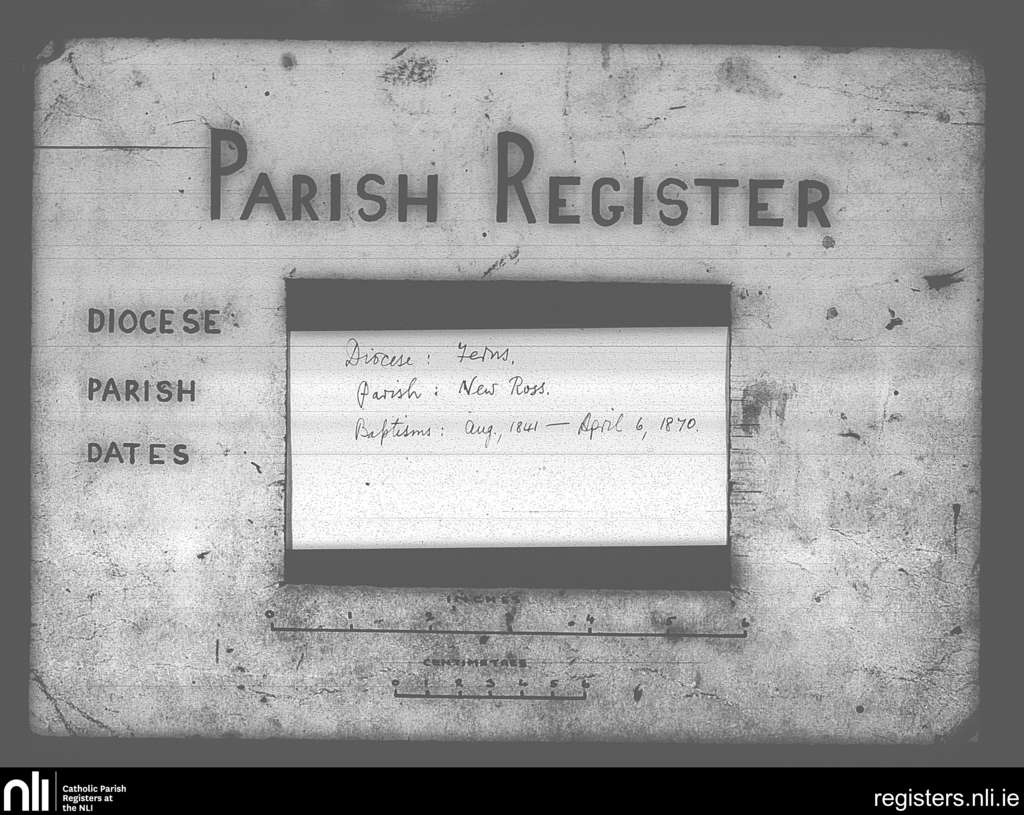 PARISH REGISTER
DIOCESE
PARISH
DATES
Diocese : Ferns.
Parish : New Ross.
Baptisms : Aug., 1841 — April 6, 1870.
INCHES
0 1 2 3 4 5 6
CENTIMETRES
0 1 2 3 4 5 6
nli
Catholic Parish
Registers at
the NLI
registers.nli.ie